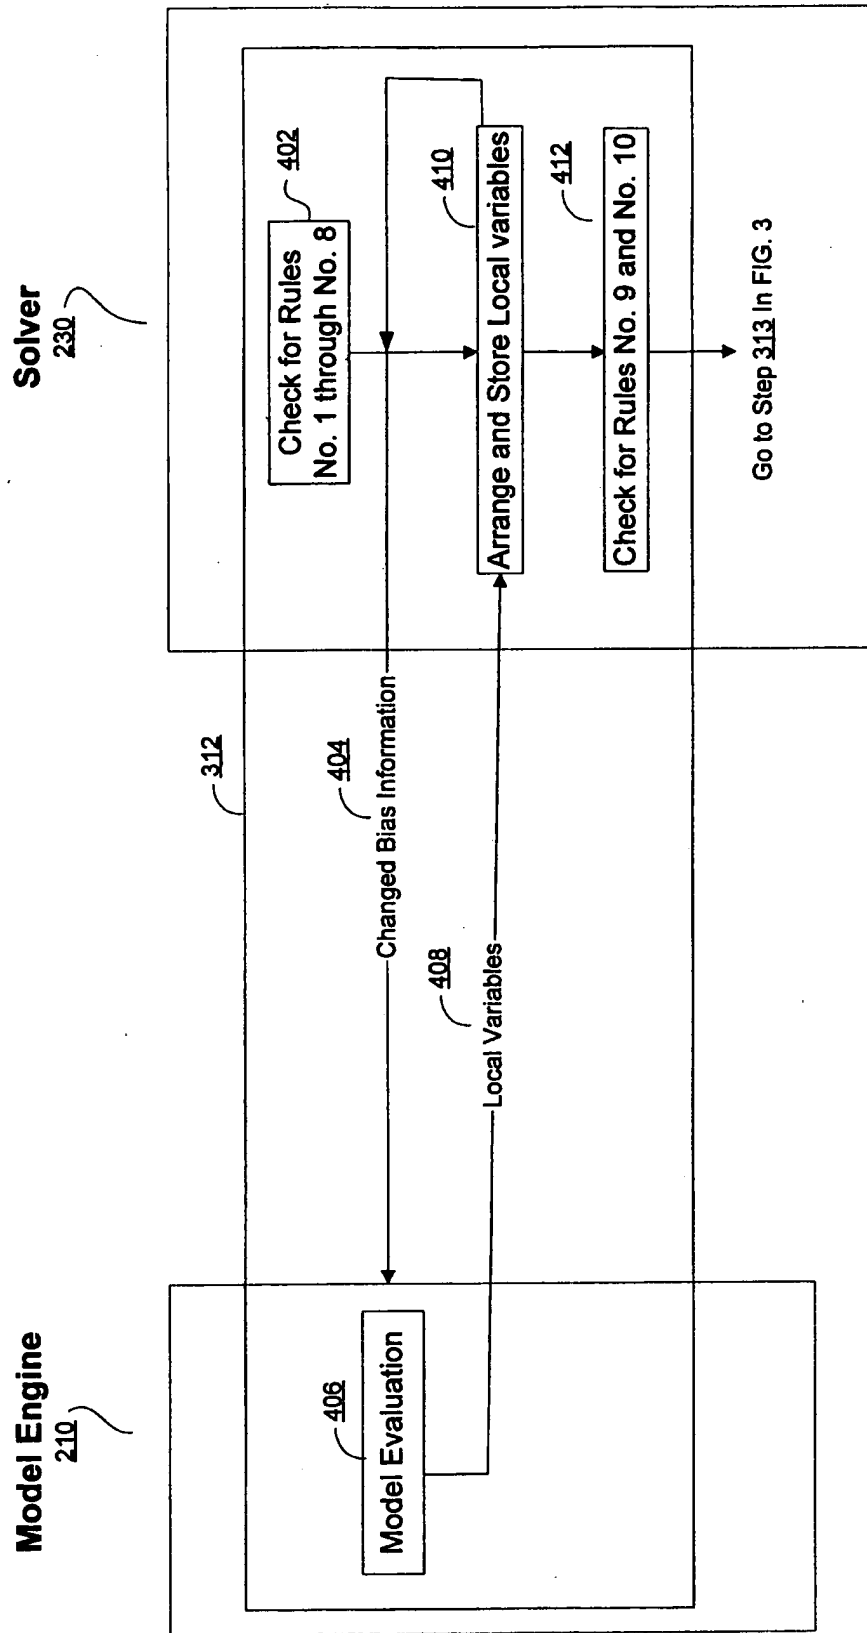 Model Engine
210
Solver
230
312
Check for Rules
No. 1 through No. 8
402
Changed Bias Information
404
Model Evaluation
406
Local Variables
408
Arrange and Store Local variables
410
Check for Rules No. 9 and No. 10
412
Go to Step 313 In FIG. 3